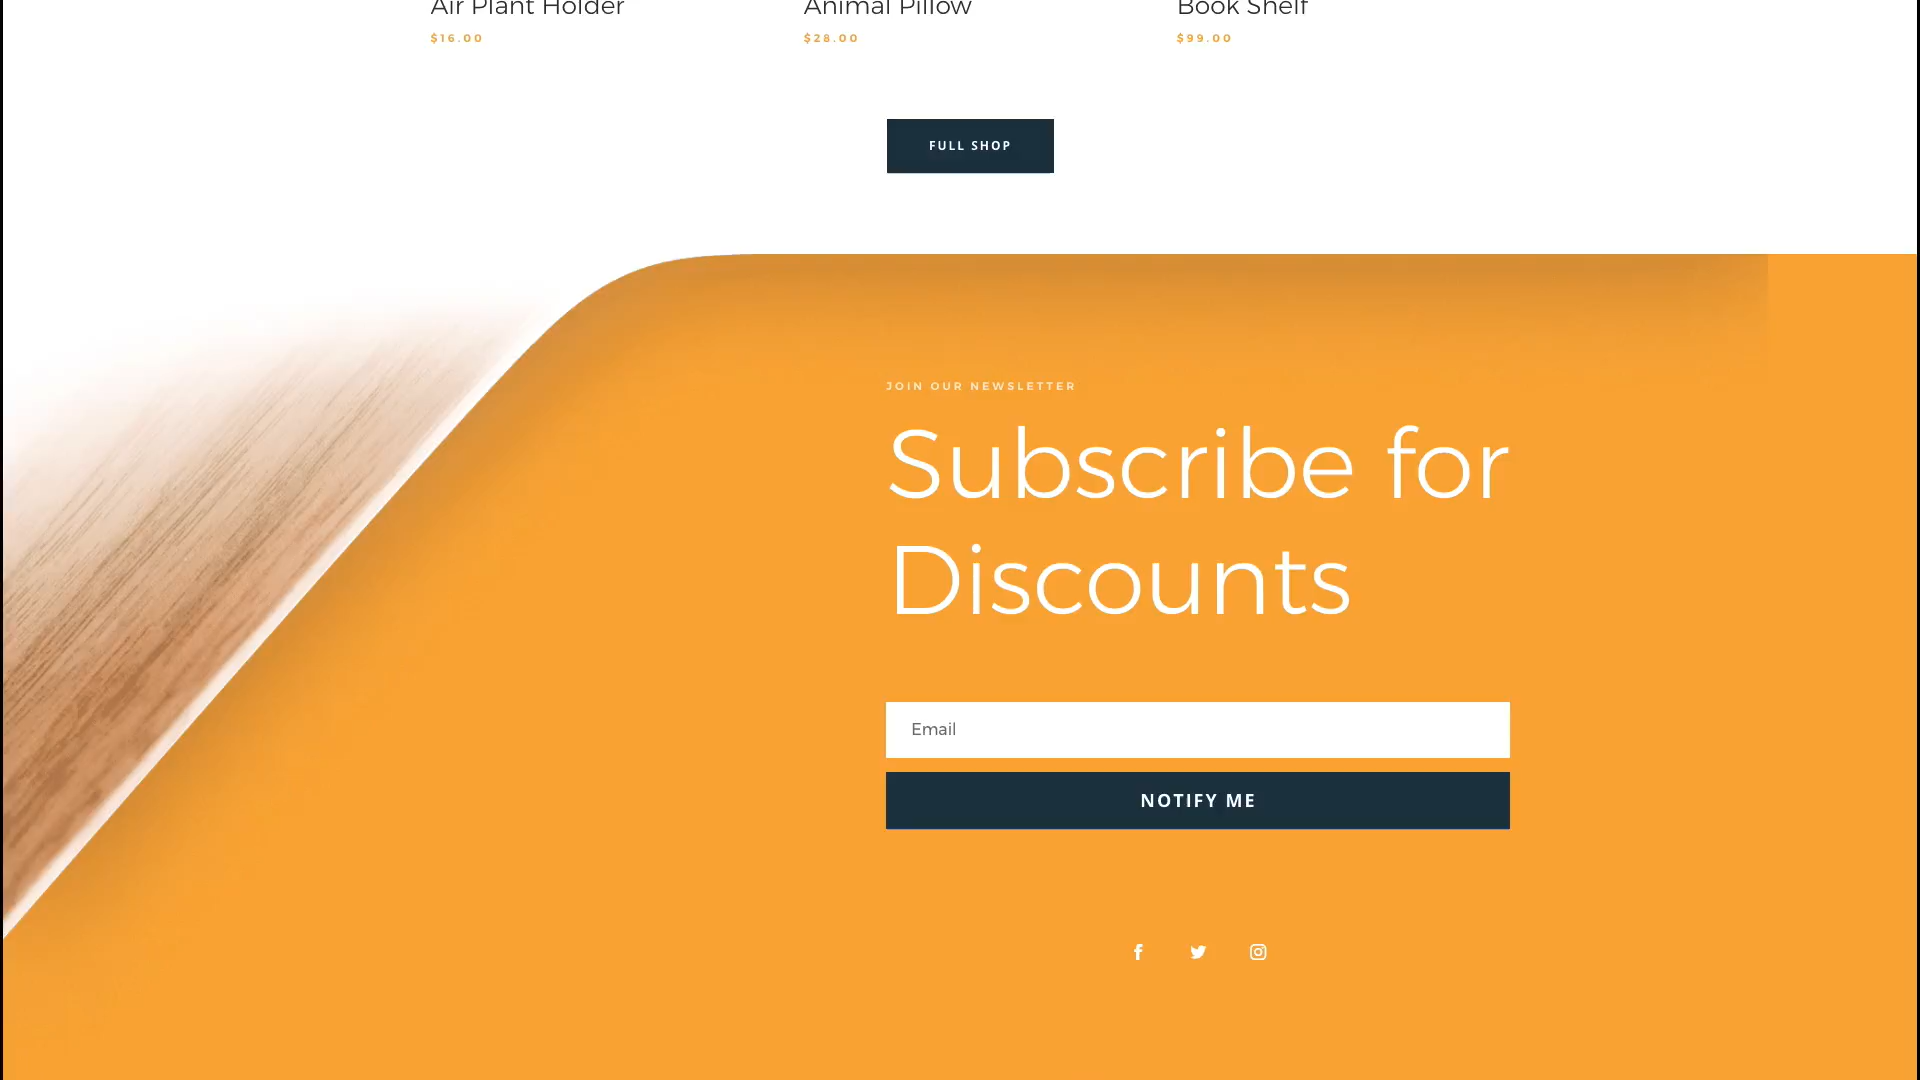 Air Plant Holder
$16.00
Animal Pillow
$28.00
Book Shelf
$99.00
FULL SHOP
JOIN OUR NEWSLETTER
Subscribe for
Discounts
Email
NOTIFY ME